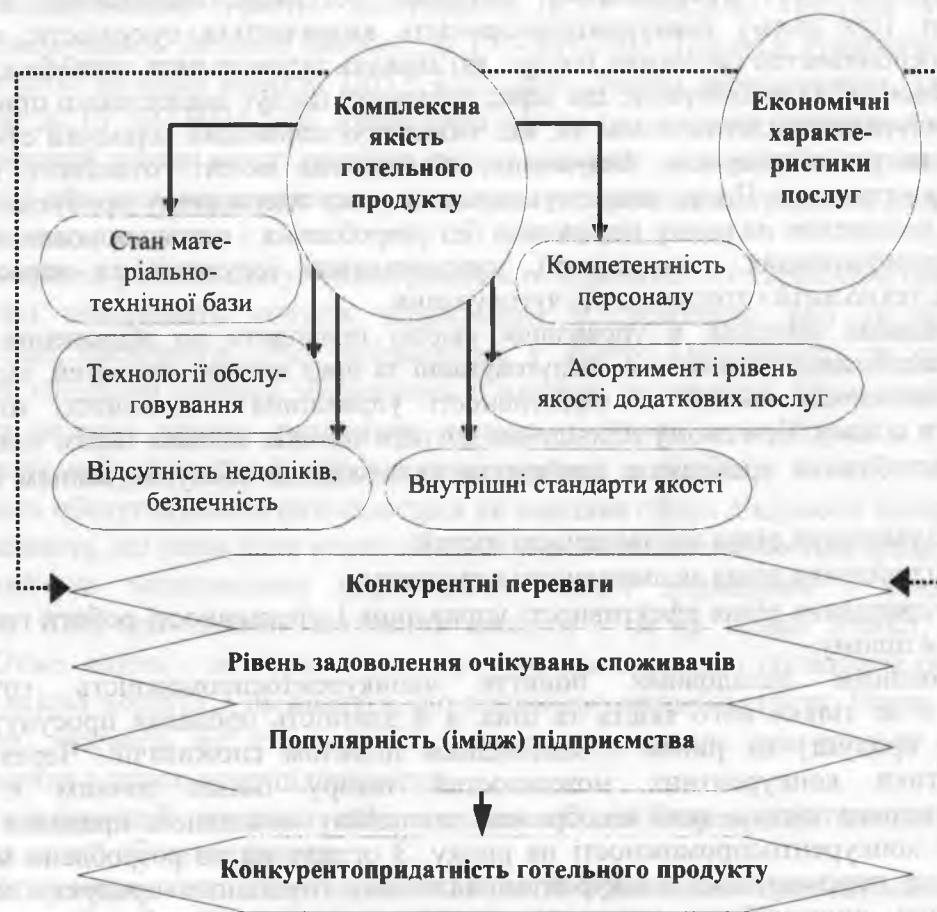 Комплексна
якість
готельного
продукту
Економічні
характе-
ристики
послуг
Стан мате-
ріально-
технічної бази
Компетентність
персоналу
Технології обслу-
говування
Асортимент і рівень
якості додаткових послуг
Відсутність недоліків,
безпечність
Внутрішні стандарти якості
Конкурентні переваги
Рівень задоволення очікувань споживачів
Популярність (імідж) підприємства
Конкурентопридатність готельного продукту